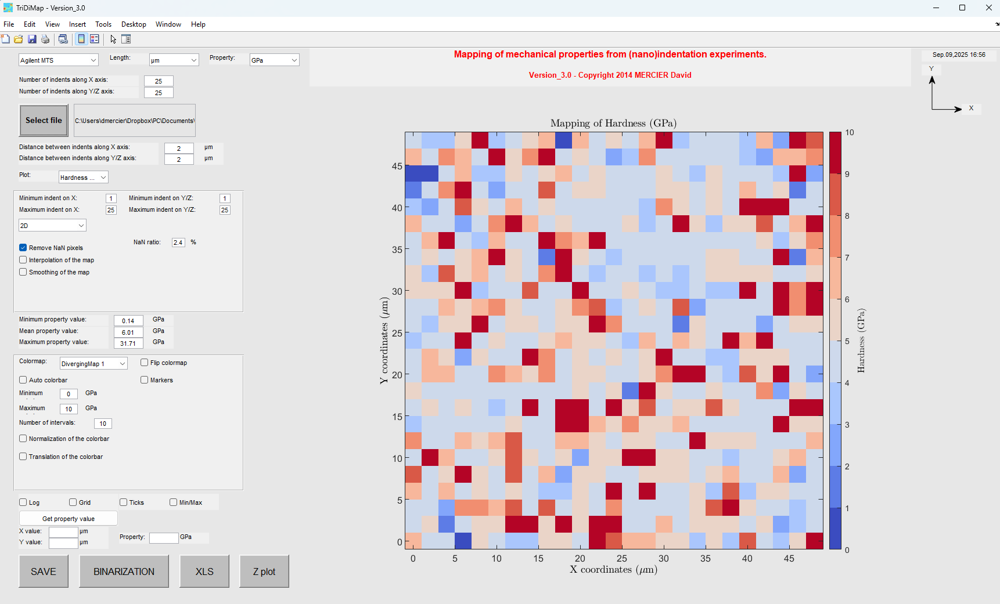 TriDiMap - Version_3.0
File Edit View Insert Tools Desktop Window Help
Agilent MTS Length: µm Property: GPa
Mapping of mechanical properties from (nano)indentation experiments.
Version_3.0 - Copyright 2014 MERCIER David
Sep.09,2025 16:56
Y
X
Number of indents along X axis: 25
Number of indents along Y/Z axis: 25
Select file C:\Users\dmercier\Dropbox\PC\Documents\
Distance between indents along X axis: 2 µm
Distance between indents along Y/Z axis: 2 µm
Plot: Hardness ...
Minimum indent on X: 1 Minimum indent on Y/Z: 1
Maximum indent on X: 25 Maximum indent on Y/Z: 25
2D
NaN ratio: 2.4 %
Remove NaN pixels
Interpolation of the map
Smoothing of the map
Minimum property value: 0.14 GPa
Mean property value: 6.01 GPa
Maximum property value: 31.71 GPa
Colormap: DivergingMap 1 Flip colormap
Auto colorbar Markers
Minimum 0 GPa
Maximum 10 GPa
Number of intervals: 10
Normalization of the colorbar
Translation of the colorbar
Log Grid Ticks Min/Max
Get property value
X value: µm
Y value: µm
Property: GPa
SAVE BINARIZATION XLS Z plot
Mapping of Hardness (GPa)
Y coordinates (µm)
45
40
35
30
25
20
15
10
5
0
0 5 10 15 20 25 30 35 40 45
X coordinates (µm)
10
9
8
7
6
5
4
3
2
1
0
Hardness (GPa)